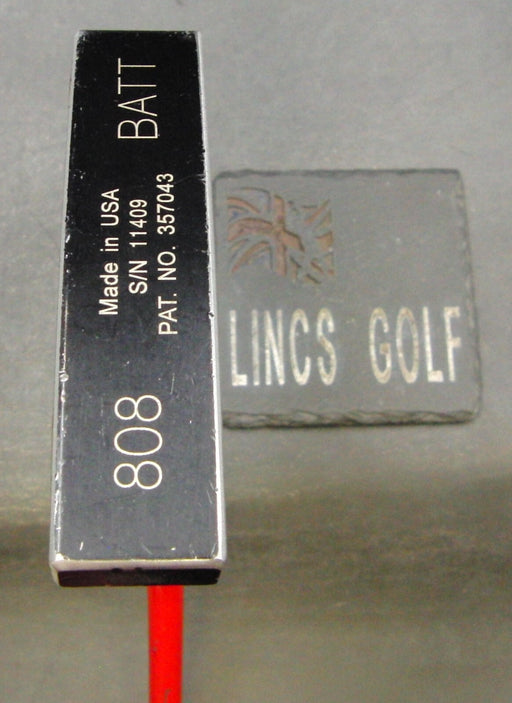 808
BATT
Made in USA
S/N 11409
PAT. NO. 357043
LINCS GOLF